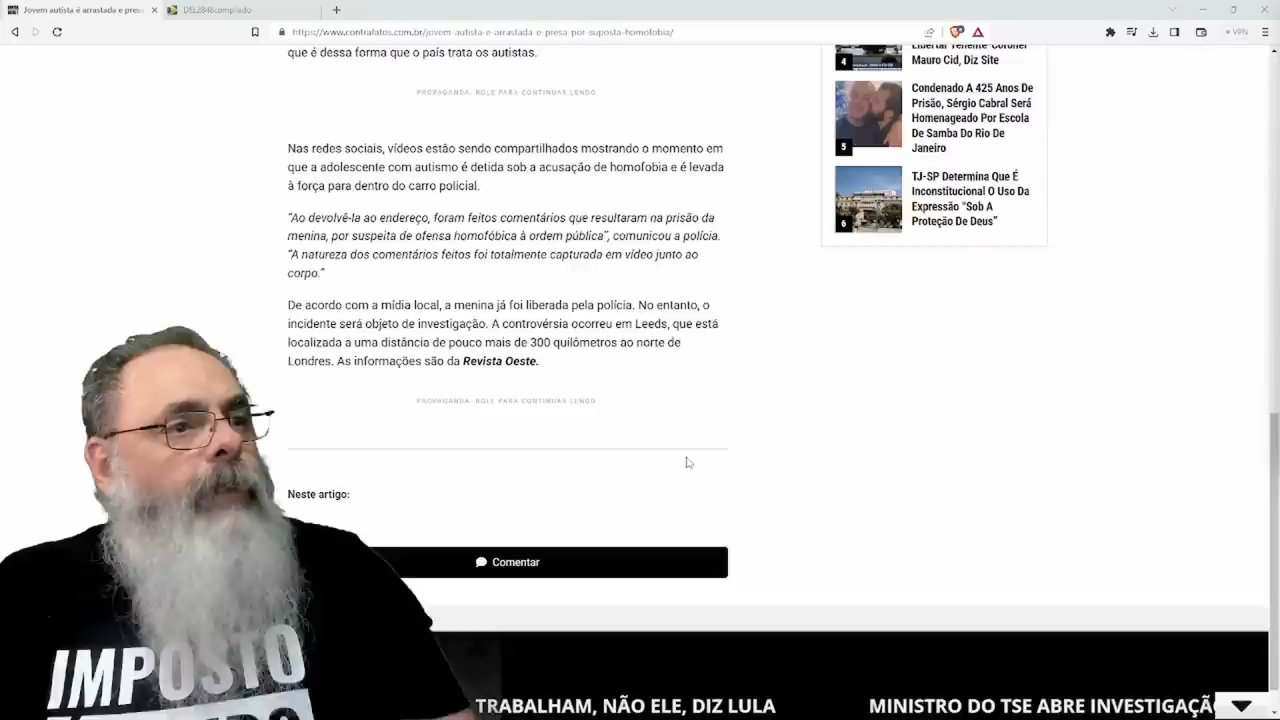 Jovem autista é arrastada e presa
DEL2848compilado
https://www.contrafatos.com.br/jovem-autista-e-arrastada-e-presa-por-suposta-homofobia/
VPN
que é dessa forma que o país trata os autistas.
PROPAGANDA. ROLE PARA CONTINUAR LENDO.
Nas redes sociais, vídeos estão sendo compartilhados mostrando o momento em
que a adolescente com autismo é detida sob a acusação de homofobia e é levada
à força para dentro do carro policial.
“Ao devolvê-la ao endereço, foram feitos comentários que resultaram na prisão da
menina, por suspeita de ofensa homofóbica à ordem pública”, comunicou a polícia.
“A natureza dos comentários feitos foi totalmente capturada em vídeo junto ao
corpo.”
De acordo com a mídia local, a menina já foi liberada pela polícia. No entanto, o
incidente será objeto de investigação. A controvérsia ocorreu em Leeds, que está
localizada a uma distância de pouco mais de 300 quilômetros ao norte de
Londres. As informações são da Revista Oeste.
PROPAGANDA. ROLE PARA CONTINUAR LENDO
Neste artigo:
Comentar
4
Libertar Tenente Coronel
Mauro Cid, Diz Site
5
Condenado A 425 Anos De
Prisão, Sérgio Cabral Será
Homenageado Por Escola
De Samba Do Rio De
Janeiro
6
TJ-SP Determina Que É
Inconstitucional O Uso Da
Expressão “Sob A
Proteção De Deus”
IMPOSTO
TRABALHAM, NÃO ELE, DIZ LULA
MINISTRO DO TSE ABRE INVESTIGAÇÃ